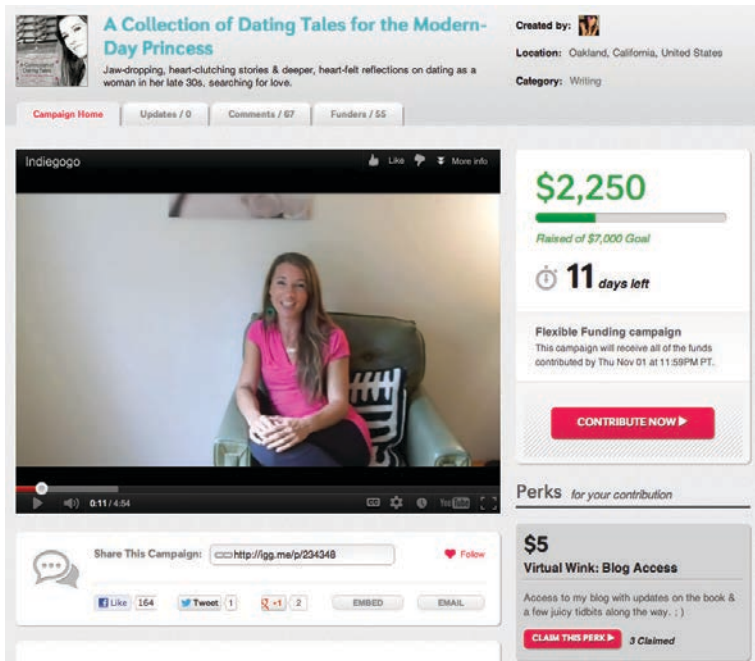 A Collection of Dating Tales for the Modern-
Day Princess
Jaw-dropping, heart-clutching stories & deeper, heart-felt reflections on dating as a
woman in her late 30s, searching for love.
Created by:
Location: Oakland, California, United States
Category: Writing
Campaign Home
Updates / 0
Comments / 67
Funders / 55
Indiegogo
Like
More info
0:11 / 4:54
YouTube
$2,250
Raised of $7,000 Goal
11 days left
Flexible Funding campaign
This campaign will receive all of the funds
contributed by Thu Nov 01 at 11:59PM PT.
CONTRIBUTE NOW
Perks for your contribution
$5
Virtual Wink: Blog Access
Access to my blog with updates on the book &
a few juicy tidbits along the way. ; )
CLAIM THIS PERK
3 Claimed
Share This Campaign:
http://igg.me/p/234348
Follow
Like 164
Tweet 1
+1 2
EMBED
EMAIL